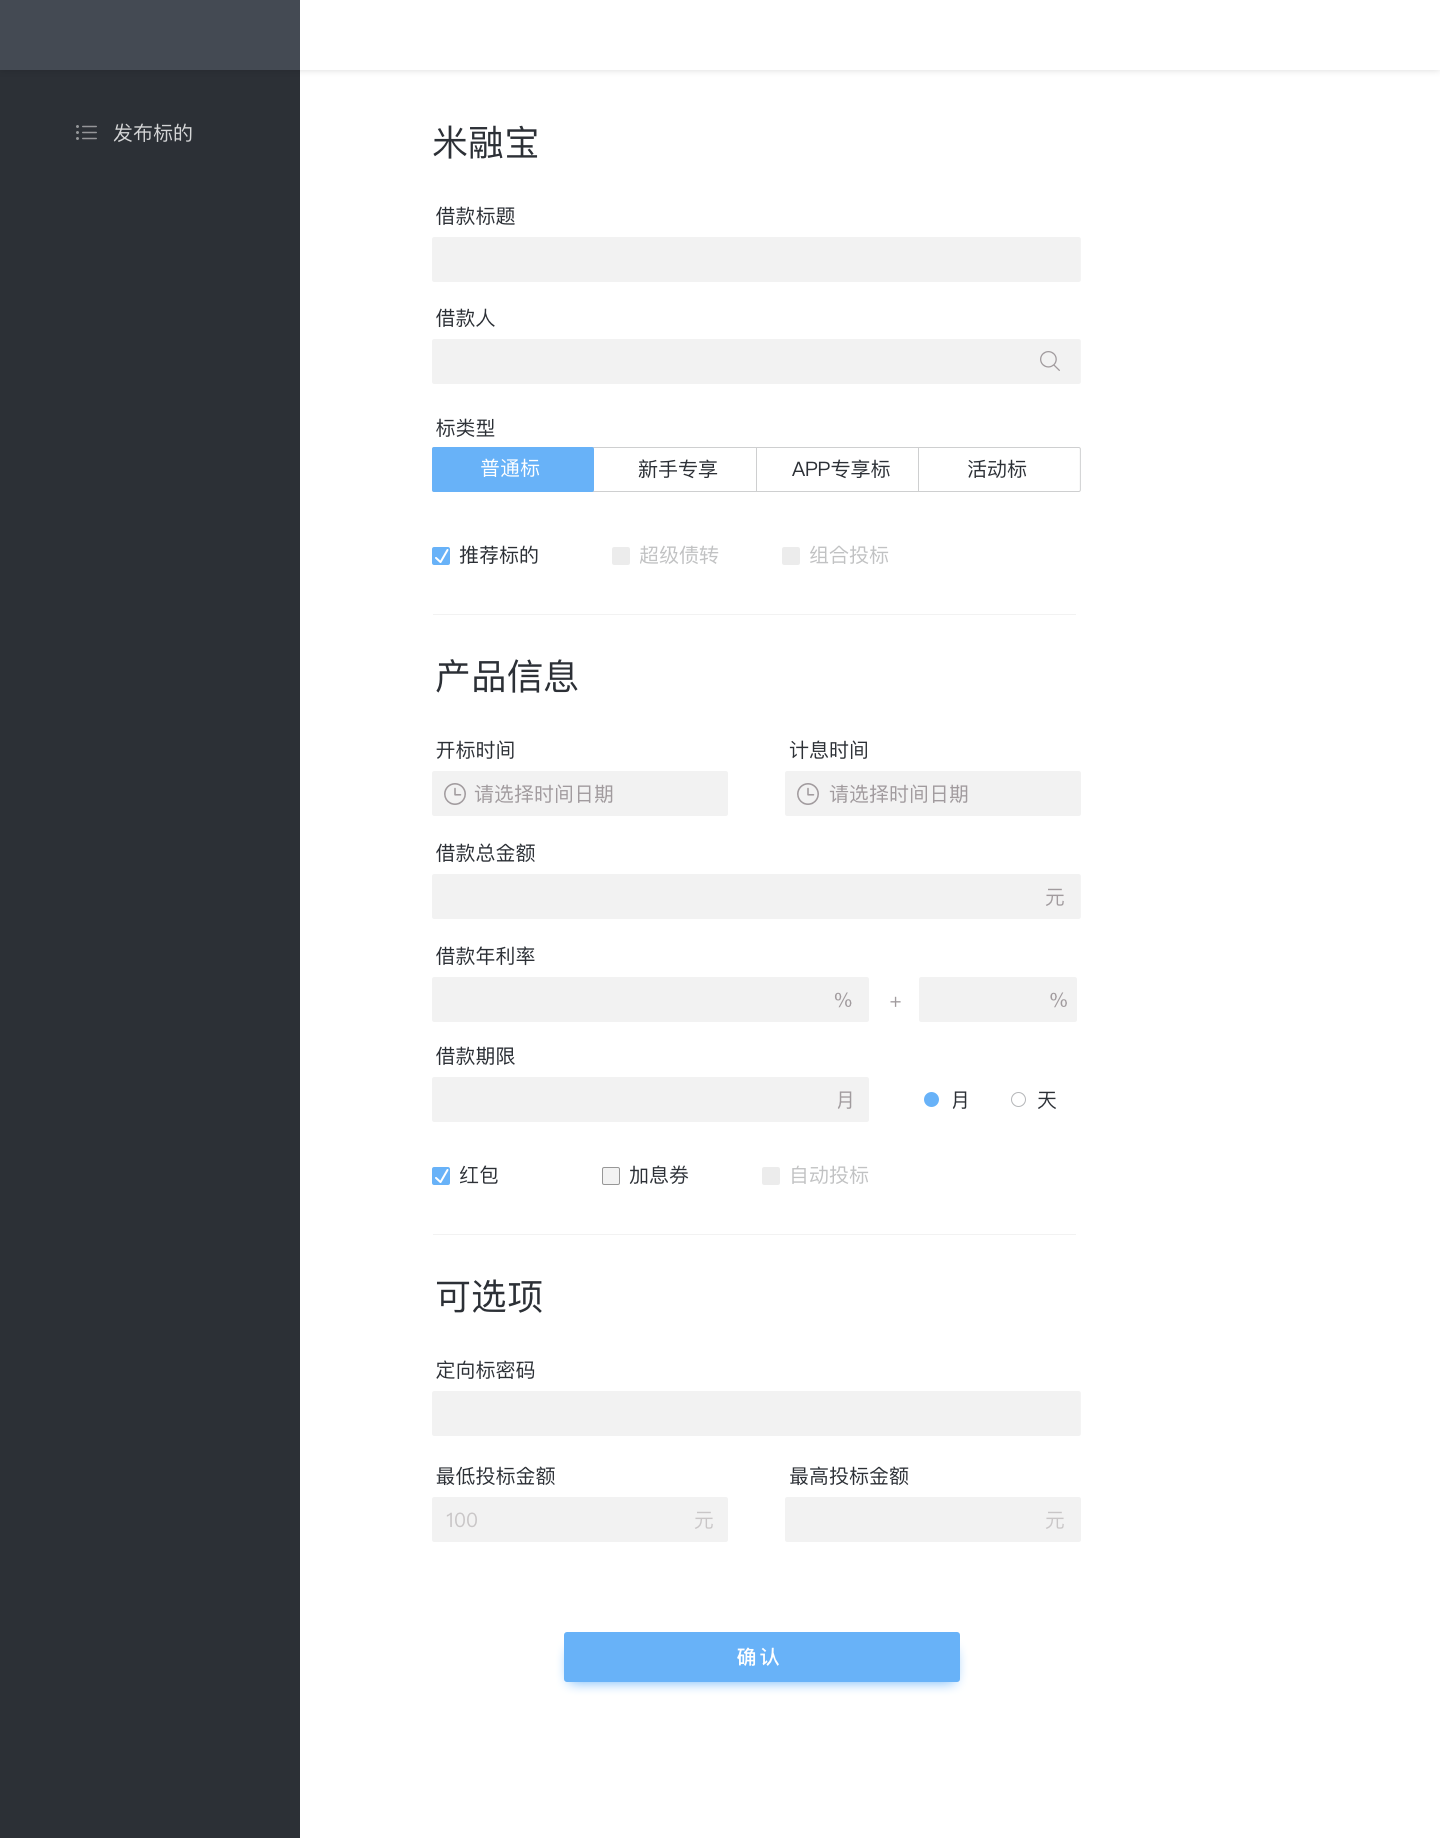 发布标的
米融宝
借款标题
借款人
标类型
普通标 新手专享 APP专享标 活动标
推荐标的 超级债转 组合投标
产品信息
开标时间 计息时间
请选择时间日期 请选择时间日期
借款总金额
元
借款年利率
% + %
借款期限
月 月 天
红包 加息券 自动投标
可选项
定向标密码
最低投标金额 最高投标金额
100 元 元
确认